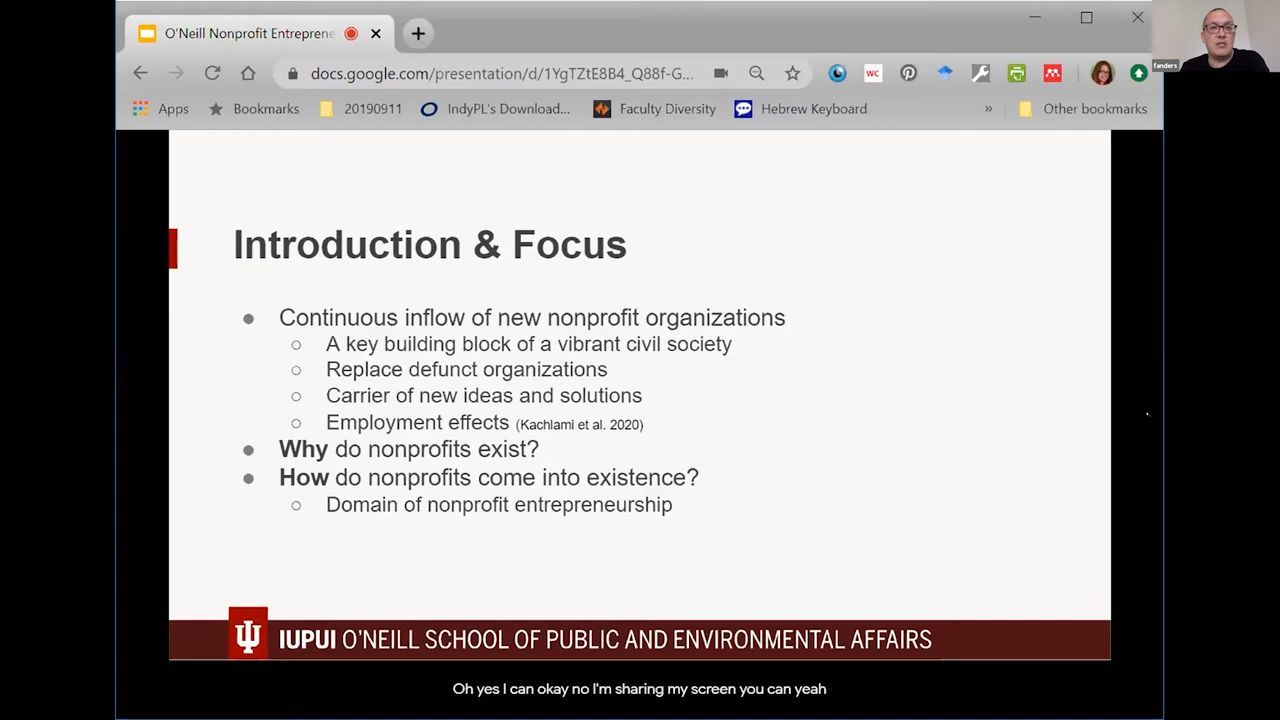 O'Neill Nonprofit Entreprene
docs.google.com/presentation/d/1YgTZtE8B4_Q88f-G...
WC
Apps
Bookmarks
20190911
IndyPL's Download...
Faculty Diversity
Hebrew Keyboard
»
Other bookmarks
fanders
Introduction & Focus
● Continuous inflow of new nonprofit organizations
○ A key building block of a vibrant civil society
○ Replace defunct organizations
○ Carrier of new ideas and solutions
○ Employment effects (Kachlami et al. 2020)
● Why do nonprofits exist?
● How do nonprofits come into existence?
○ Domain of nonprofit entrepreneurship
IUPUI O'NEILL SCHOOL OF PUBLIC AND ENVIRONMENTAL AFFAIRS
Oh yes I can okay no I'm sharing my screen you can yeah